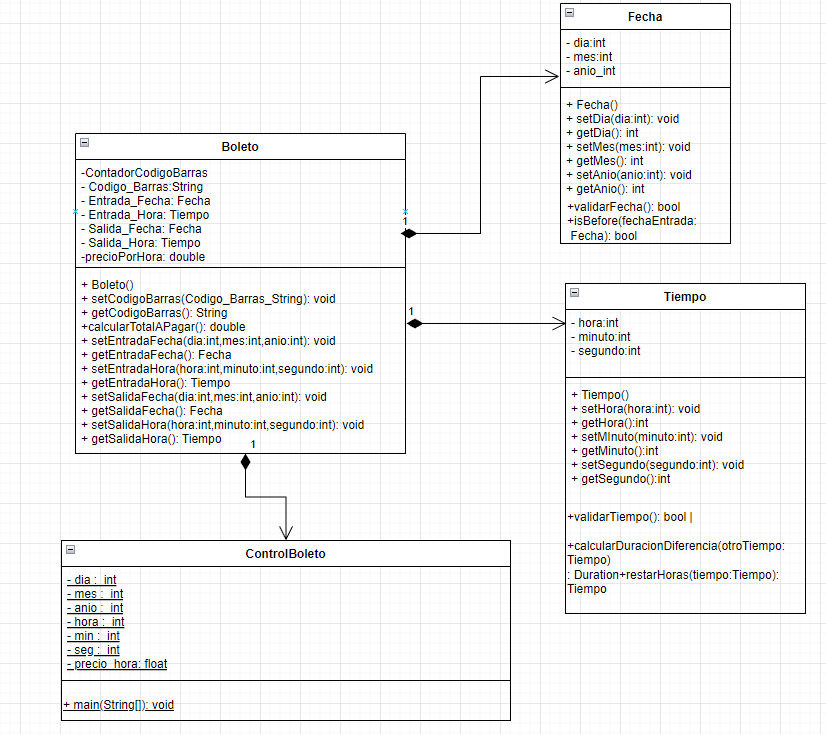 Fecha
- dia:int
- mes:int
- anio_int
+ Fecha()
+ setDia(dia:int): void
+ getDia(): int
+ setMes(mes:int): void
+ getMes(): int
+ setAnio(anio:int): void
+ getAnio(): int
+validarFecha(): bool
+isBefore(fechaEntrada:
Fecha): bool
Boleto
-ContadorCodigoBarras
- Codigo_Barras:String
- Entrada_Fecha: Fecha
- Entrada_Hora: Tiempo
- Salida_Fecha: Fecha
- Salida_Hora: Tiempo
-precioPorHora: double
+ Boleto()
+ setCodigoBarras(Codigo_Barras_String): void
+ getCodigoBarras(): String
+calcularTotalAPagar(): double
+ setEntradaFecha(dia:int,mes:int,anio:int): void
+ getEntradaFecha(): Fecha
+ setEntradaHora(hora:int,minuto:int,segundo:int): void
+ getEntradaHora(): Tiempo
+ setSalidaFecha(dia:int,mes:int,anio:int): void
+ getSalidaFecha(): Fecha
+ setSalidaHora(hora:int,minuto:int,segundo:int): void
+ getSalidaHora(): Tiempo
1
1
1
Tiempo
- hora:int
- minuto:int
- segundo:int
+ Tiempo()
+ setHora(hora:int): void
+ getHora():int
+ setMInuto(minuto:int): void
+ getMinuto():int
+ setSegundo(segundo:int): void
+ getSegundo():int
+validarTiempo(): bool |
+calcularDuracionDiferencia(otroTiempo:
Tiempo)
: Duration+restarHoras(tiempo:Tiempo):
Tiempo
ControlBoleto
- dia : int
- mes : int
- anio : int
- hora : int
- min : int
- seg : int
- precio_hora: float
+ main(String[]): void